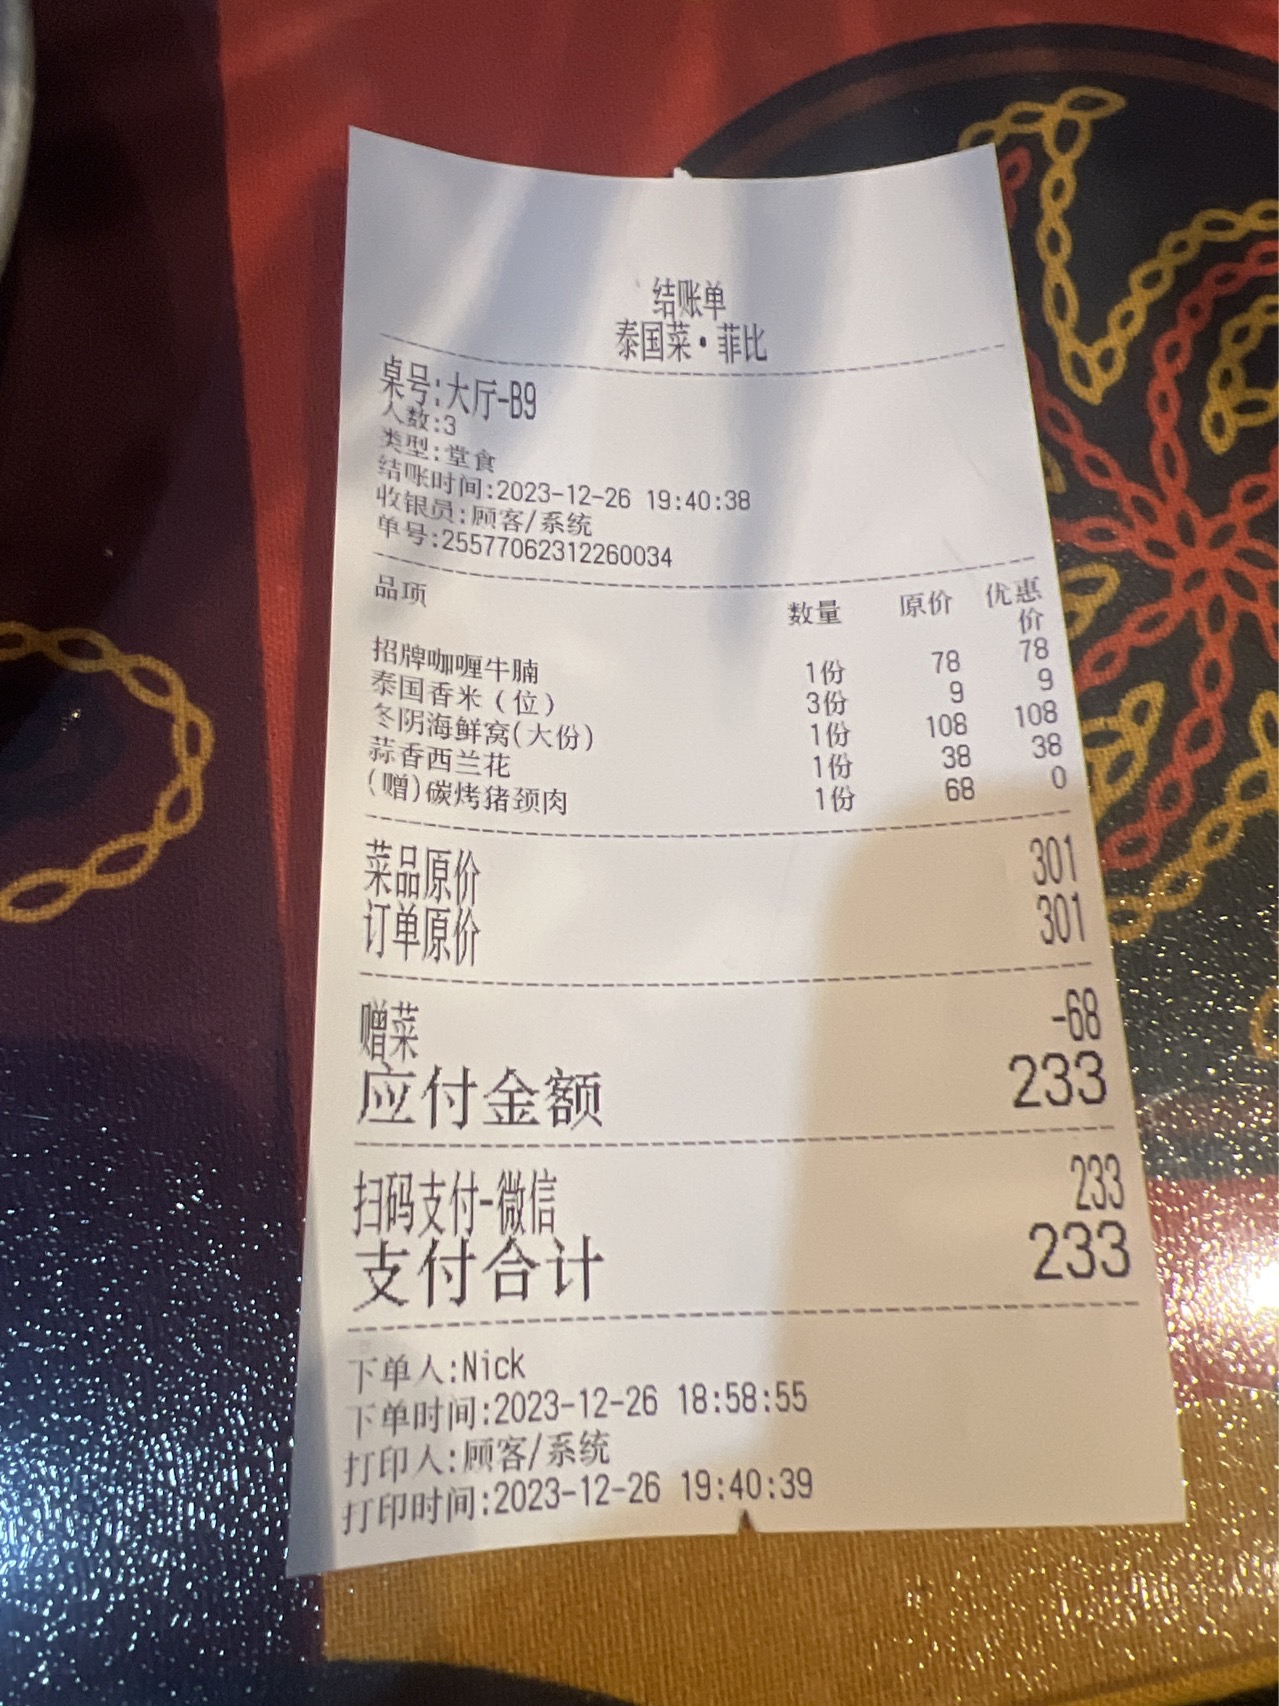 结账单
泰国菜·菲比
桌号:大厅-B9
人数:3
类型:堂食
结账时间:2023-12-26 19:40:38
收银员:顾客/系统
单号:25577062312260034
品项 数量 原价 优惠价
招牌咖喱牛腩 1份 78 78
泰国香米(位) 3份 9 9
冬阴海鲜窝(大份) 1份 108 108
蒜香西兰花 1份 38 38
(赠)碳烤猪颈肉 1份 68 0
菜品原价 301
订单原价 301
赠菜 -68
应付金额 233
扫码支付-微信 233
支付合计 233
下单人:Nick
下单时间:2023-12-26 18:58:55
打印人:顾客/系统
打印时间:2023-12-26 19:40:39